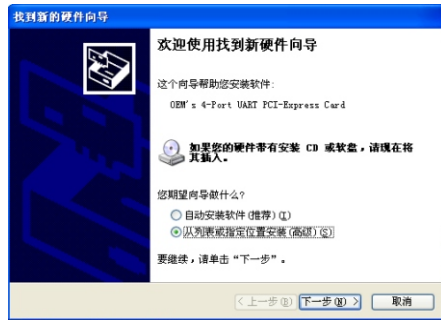 找到新的硬件向导
欢迎使用找到新硬件向导
这个向导帮助您安装软件:
OEM's 4-Port UART PCI-Express Card
如果您的硬件带有安装 CD 或软盘，请现在将
其插入。
您期望向导做什么?
自动安装软件(推荐)(I)
从列表或指定位置安装(高级)(S)
要继续，请单击“下一步”。
< 上一步(B) 下一步(N) > 取消